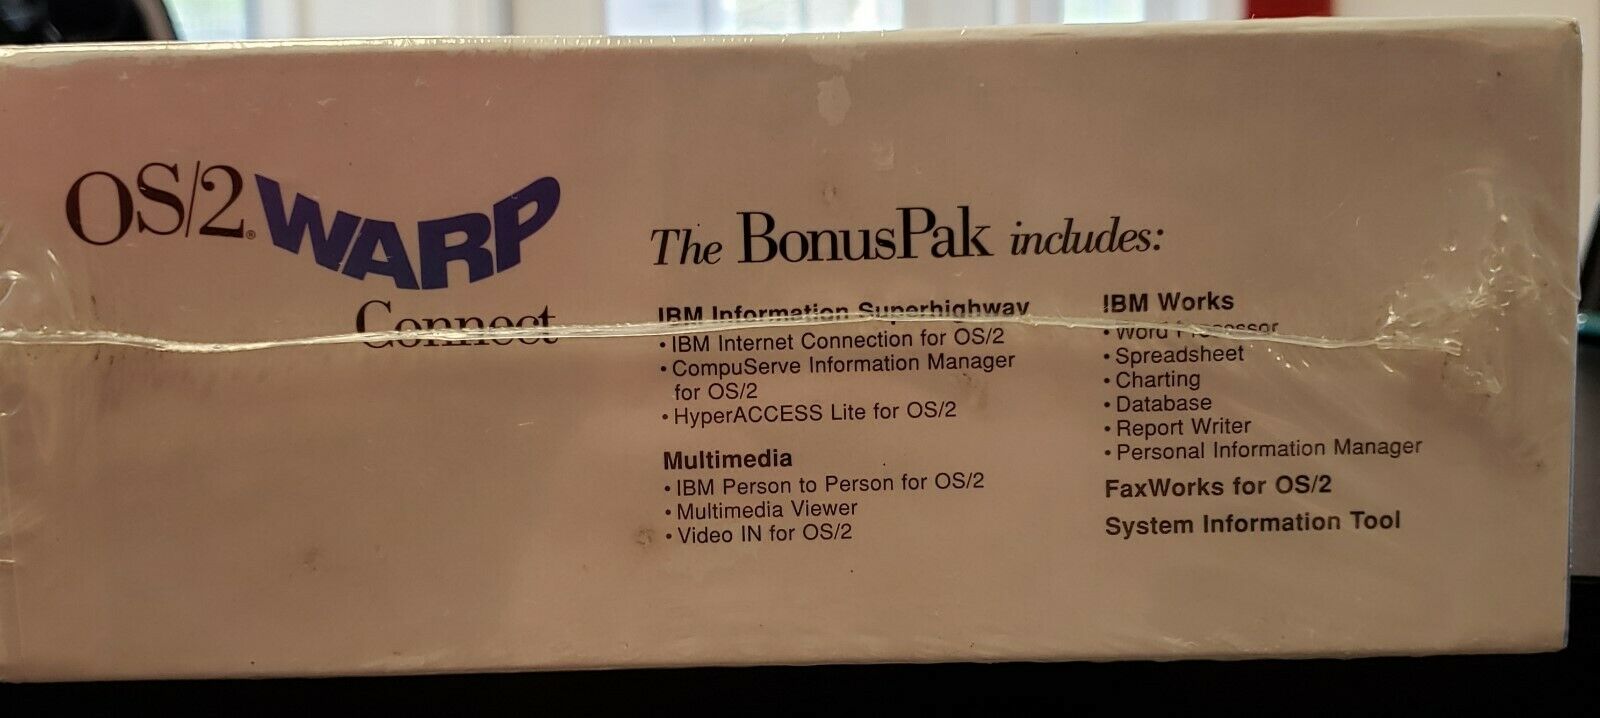 OS/2® WARP
Connect
The BonusPak includes:
IBM Information Superhighway
• IBM Internet Connection for OS/2
• CompuServe Information Manager
for OS/2
• HyperACCESS Lite for OS/2
Multimedia
• IBM Person to Person for OS/2
• Multimedia Viewer
• Video IN for OS/2
IBM Works
• Word Processor
• Spreadsheet
• Charting
• Database
• Report Writer
• Personal Information Manager
FaxWorks for OS/2
System Information Tool